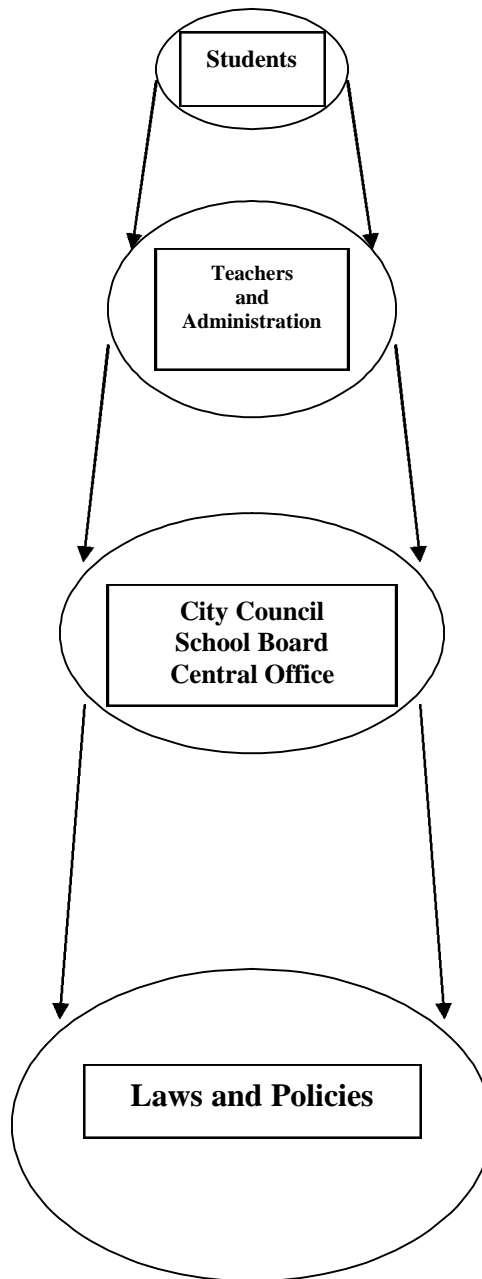 Students
Teachers
and
Administration
City Council
School Board
Central Office
Laws and Policies